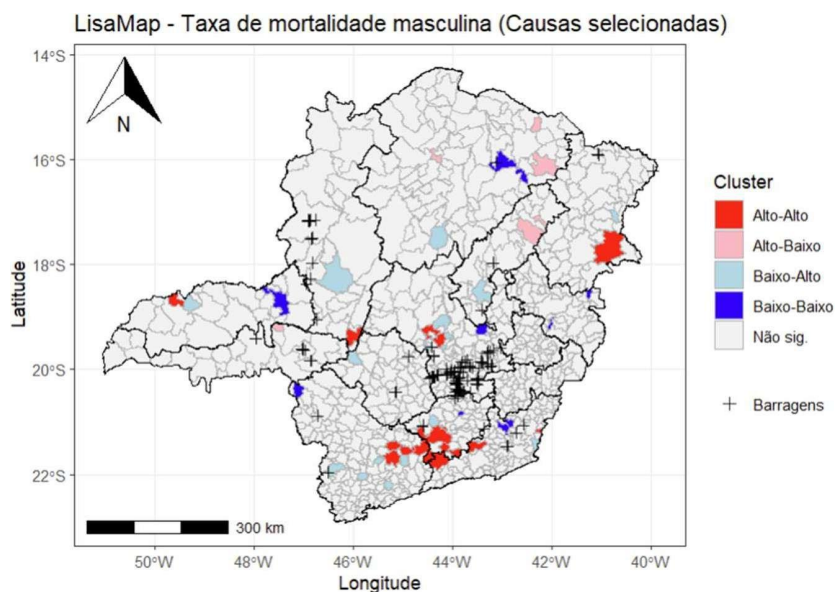 LisaMap - Taxa de mortalidade masculina (Causas selecionadas)
14°S
16°S
18°S
20°S
22°S
Latitude
N
300 km
50°W
48°W
46°W
44°W
42°W
40°W
Longitude
Cluster
Alto-Alto
Alto-Baixo
Baixo-Alto
Baixo-Baixo
Não sig.
Barragens